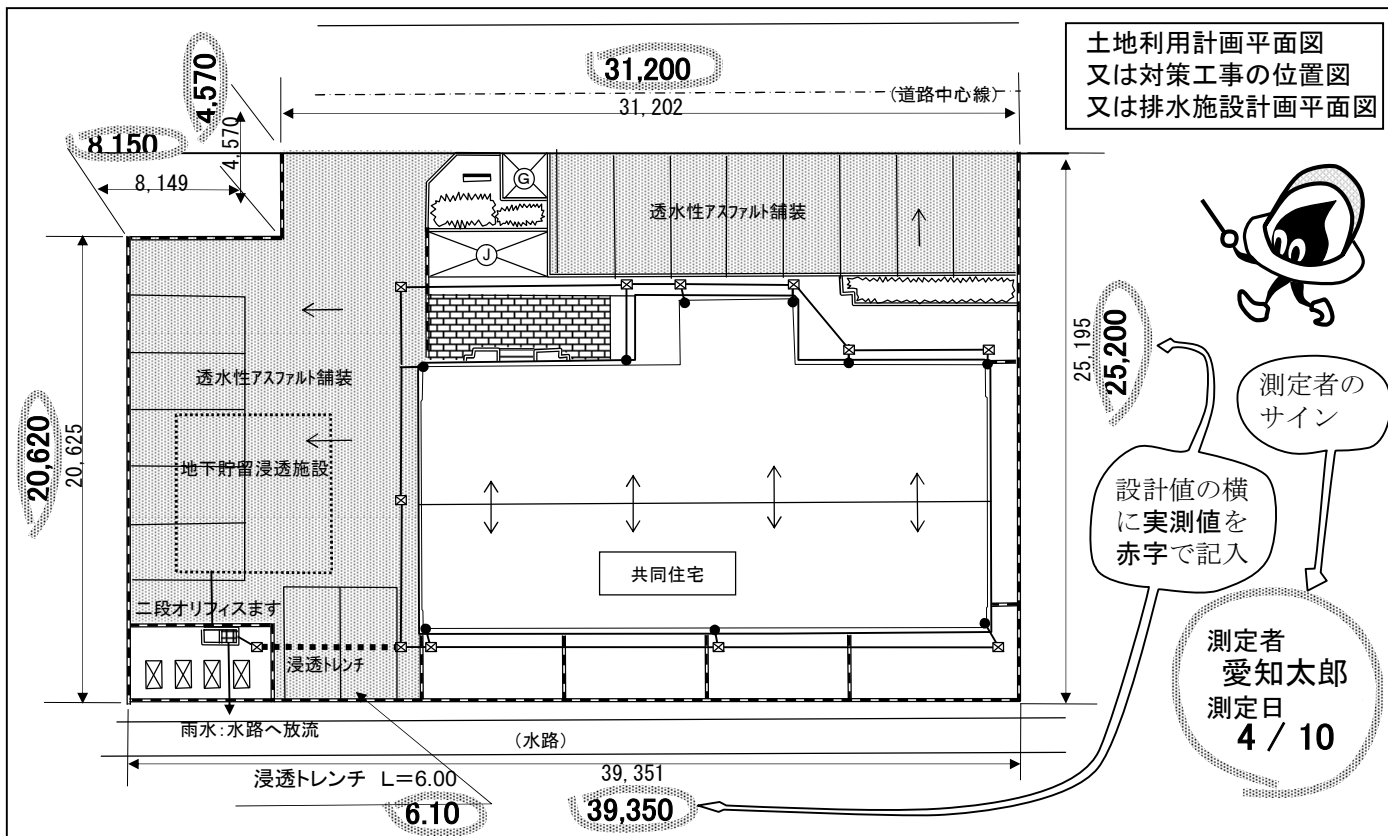 土地利用計画平面図
又は対策工事の位置図
又は排水施設計画平面図
31,200
(道路中心線)
31,202
4,570
4,570
8,150
8,149
G
透水性アスファルト舗装
J
25,195
25,200
透水性アスファルト舗装
20,620
20,625
地下貯留浸透施設
共同住宅
二段オリフィスます
浸透トレンチ
雨水:水路へ放流
(水路)
浸透トレンチ L=6.00
6.10
39,351
39,350
測定者の
サイン
設計値の横
に実測値を
赤字で記入
測定者
愛知太郎
測定日
4 / 10